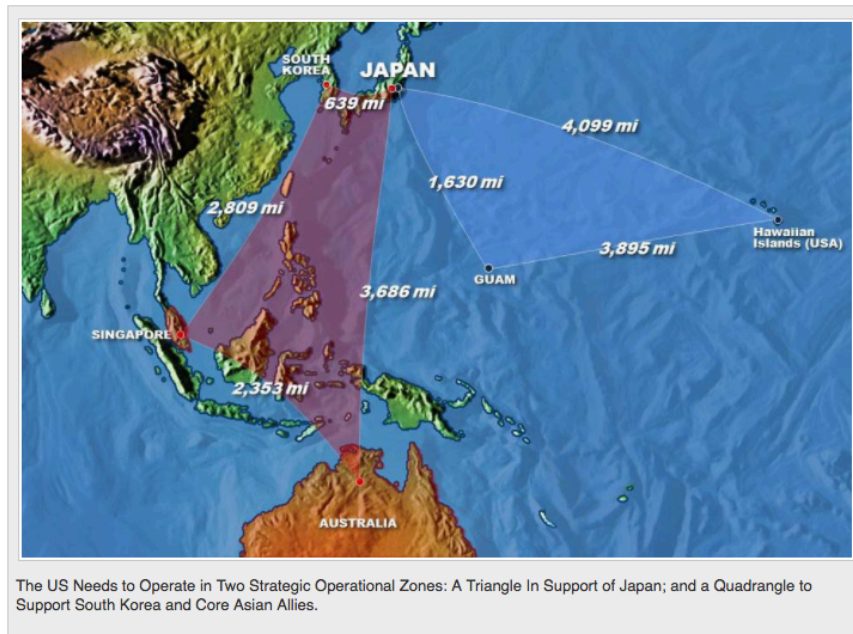 SOUTH
KOREA
JAPAN
639 mi
4,099 mi
1,630 mi
2,809 mi
Hawaiian
Islands (USA)
3,895 mi
GUAM
3,686 mi
SINGAPORE
2,353 mi
AUSTRALIA
The US Needs to Operate in Two Strategic Operational Zones: A Triangle In Support of Japan; and a Quadrangle to
Support South Korea and Core Asian Allies.